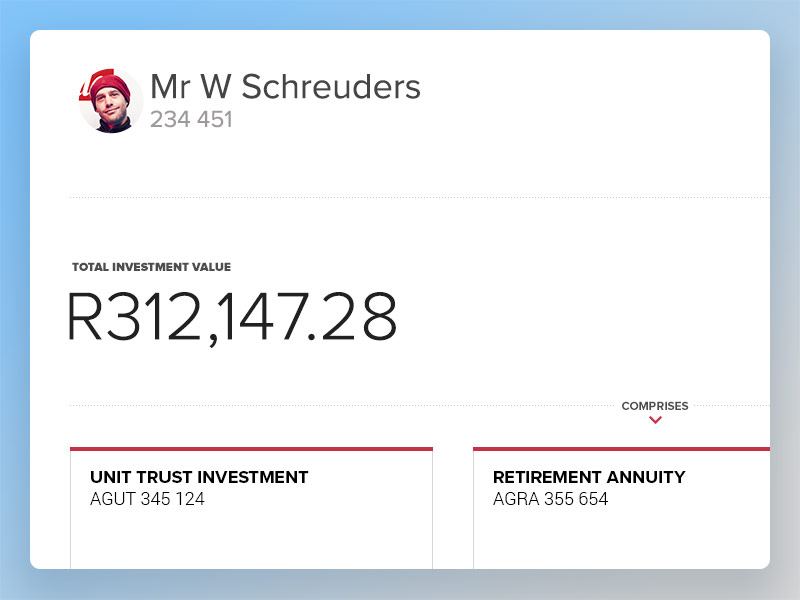 Mr W Schreuders
234 451
TOTAL INVESTMENT VALUE
R312,147.28
COMPRISES
UNIT TRUST INVESTMENT
AGUT 345 124
RETIREMENT ANNUITY
AGRA 355 654